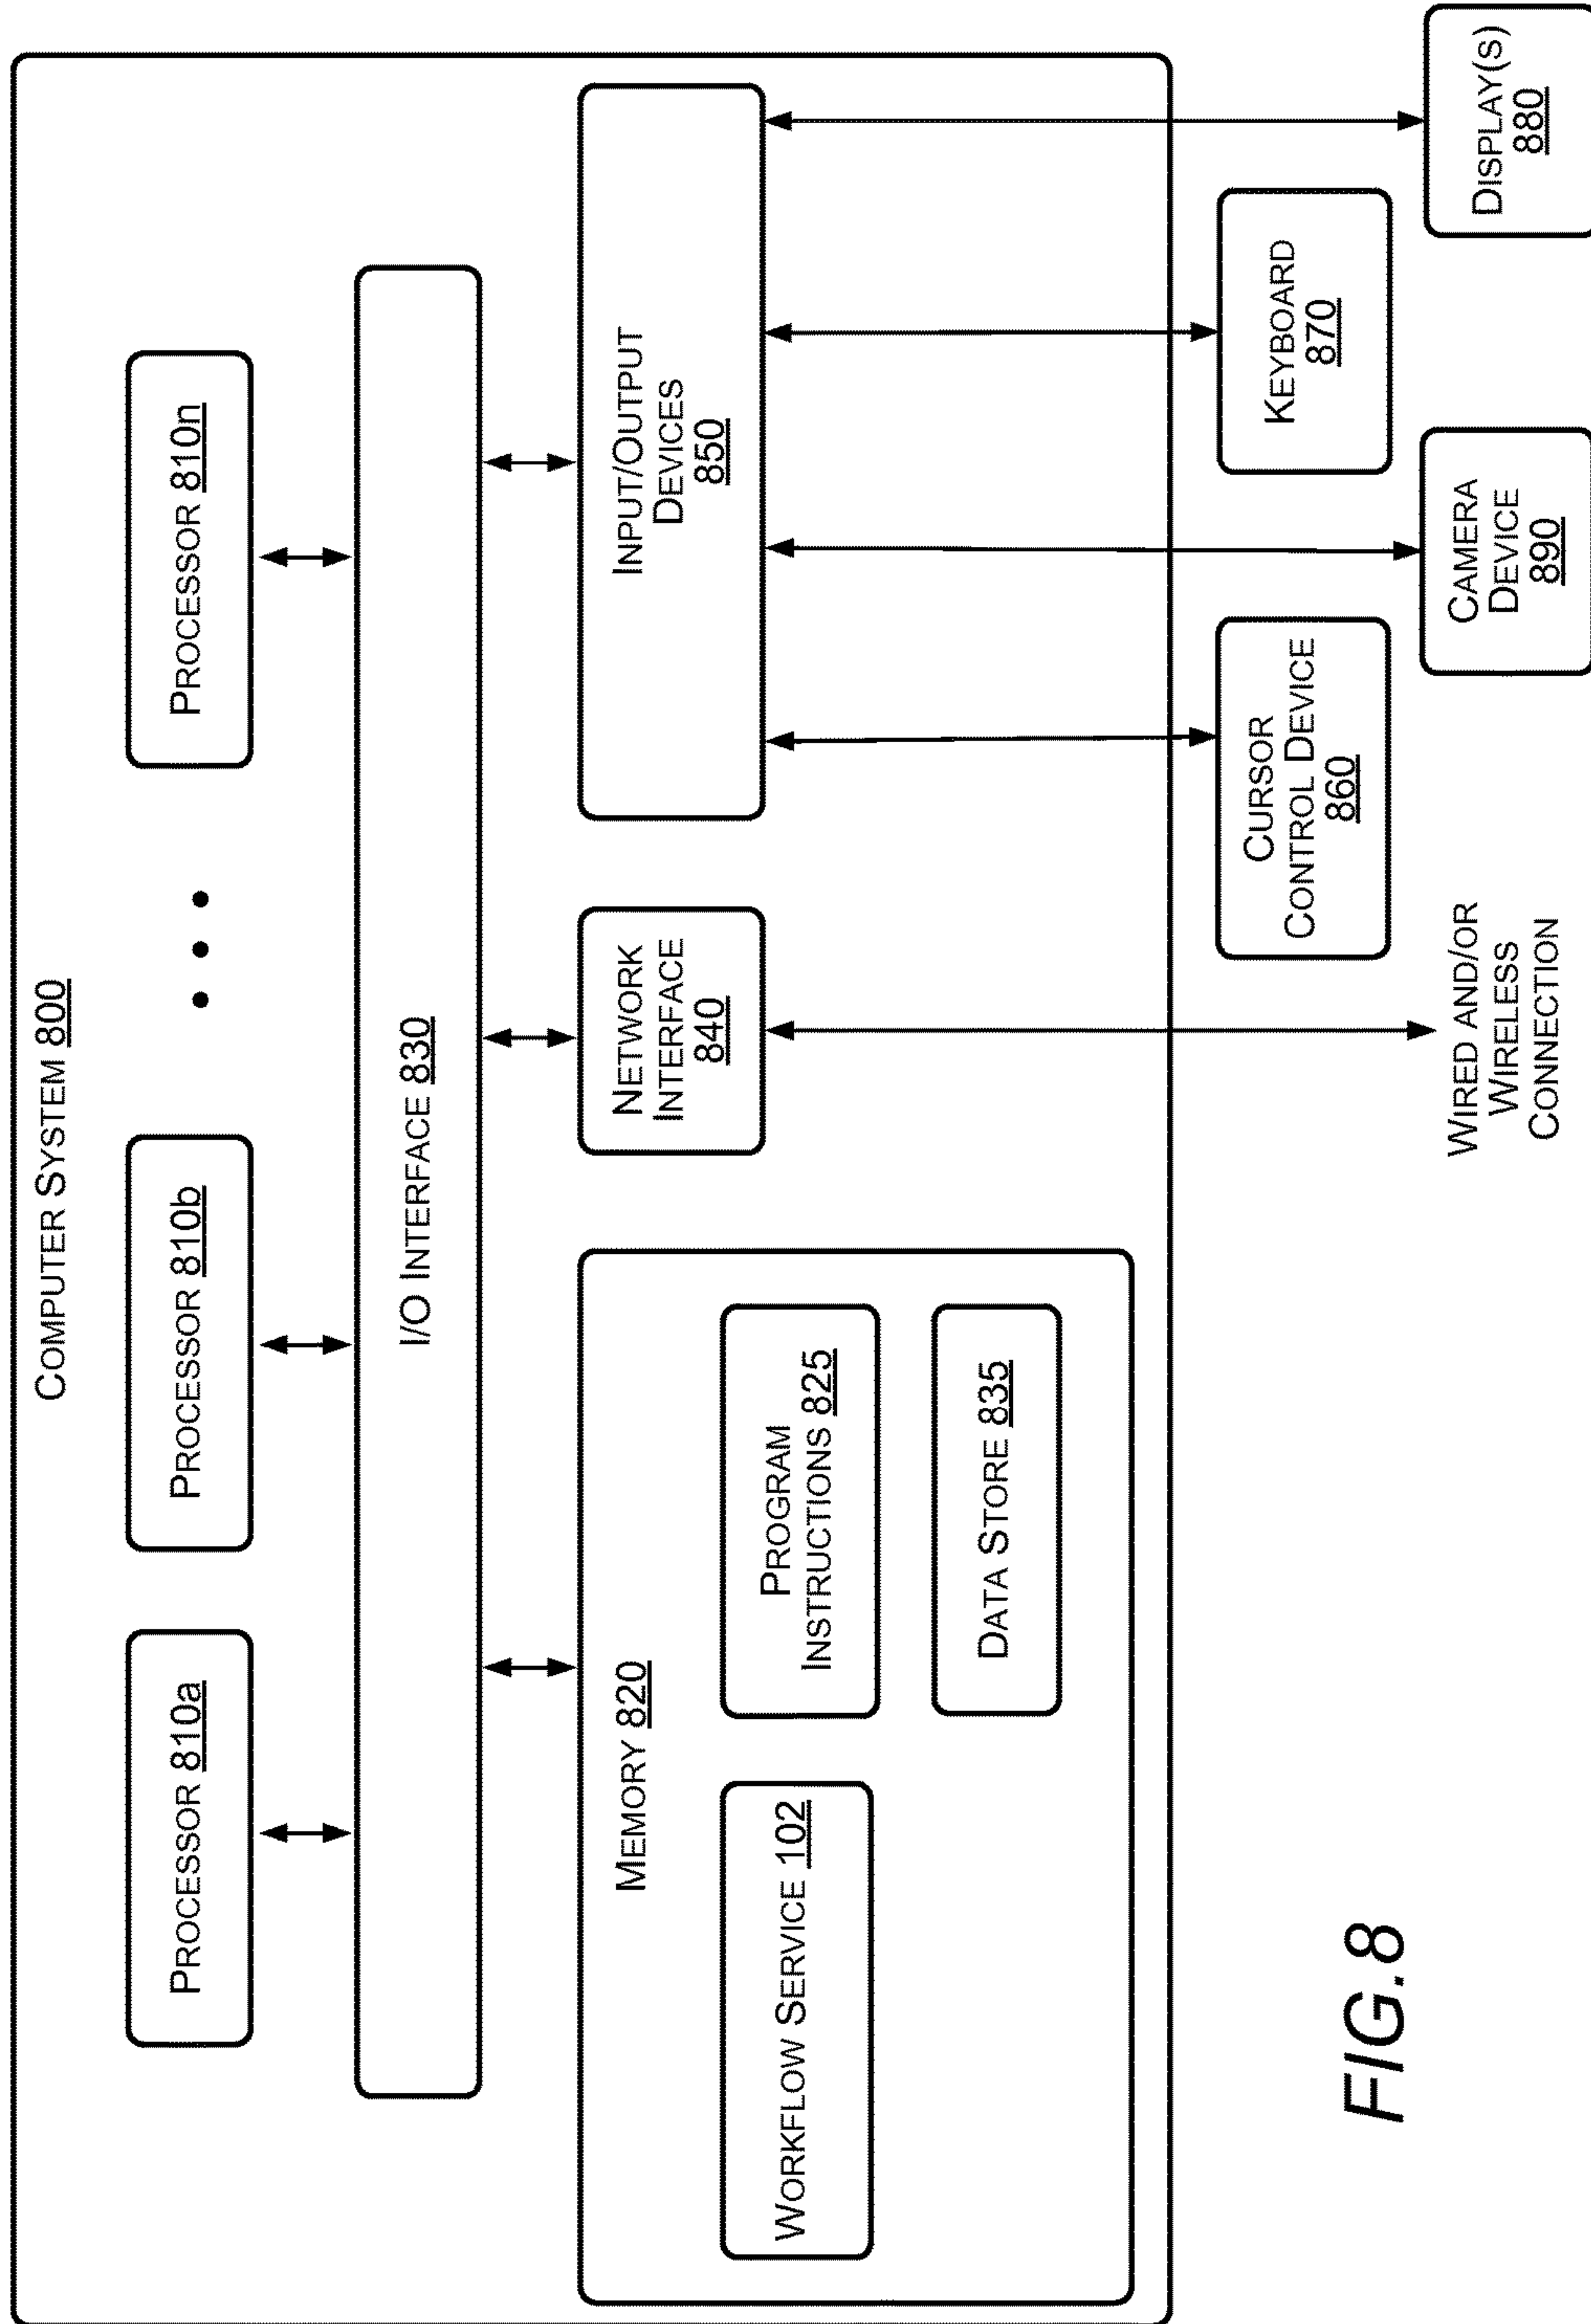 COMPUTER SYSTEM 800
PROCESSOR 810a
PROCESSOR 810b
PROCESSOR 810n
I/O INTERFACE 830
MEMORY 820
WORKFLOW SERVICE 102
PROGRAM
INSTRUCTIONS 825
DATA STORE 835
NETWORK
INTERFACE
840
INPUT/OUTPUT
DEVICES
850
CURSOR
CONTROL DEVICE
860
KEYBOARD
870
WIRED AND/OR
WIRELESS
CONNECTION
CAMERA
DEVICE
890
DISPLAY(S)
880
FIG.8